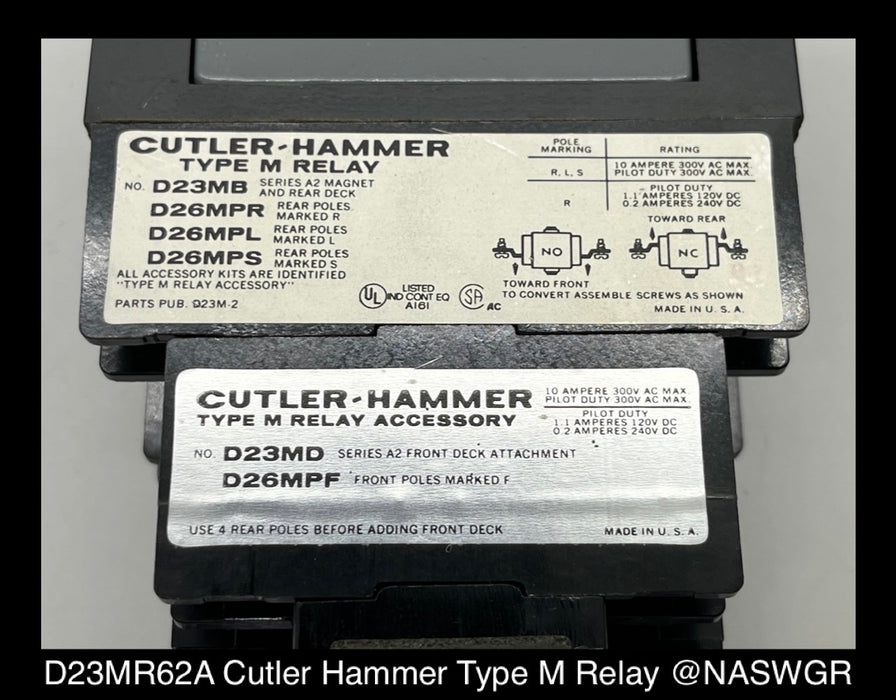 CUTLER-HAMMER
TYPE M RELAY
NO. D23MB SERIES A2 MAGNET AND REAR DECK
D26MPR REAR POLES MARKED R
D26MPL REAR POLES MARKED L
D26MPS REAR POLES MARKED S
ALL ACCESSORY KITS ARE IDENTIFIED
"TYPE M RELAY ACCESSORY"
PARTS PUB. D23M-2
UL LISTED IND CONT EQ A161
SA AC
POLE MARKING RATING
R, L, S 10 AMPERE 300V AC MAX. PILOT DUTY 300V AC MAX.
R PILOT DUTY 1.1 AMPERES 120V DC 0.2 AMPERES 240V DC
TOWARD REAR
NO NC
TOWARD FRONT
TO CONVERT ASSEMBLE SCREWS AS SHOWN
MADE IN U. S. A.
CUTLER-HAMMER
TYPE M RELAY ACCESSORY
10 AMPERE 300V AC MAX.
PILOT DUTY 300V AC MAX.
PILOT DUTY
1.1 AMPERES 120V DC
0.2 AMPERES 240V DC
NO. D23MD SERIES A2 FRONT DECK ATTACHMENT
D26MPF FRONT POLES MARKED F
USE 4 REAR POLES BEFORE ADDING FRONT DECK
MADE IN U. S. A.
D23MR62A Cutler Hammer Type M Relay @NASWGR